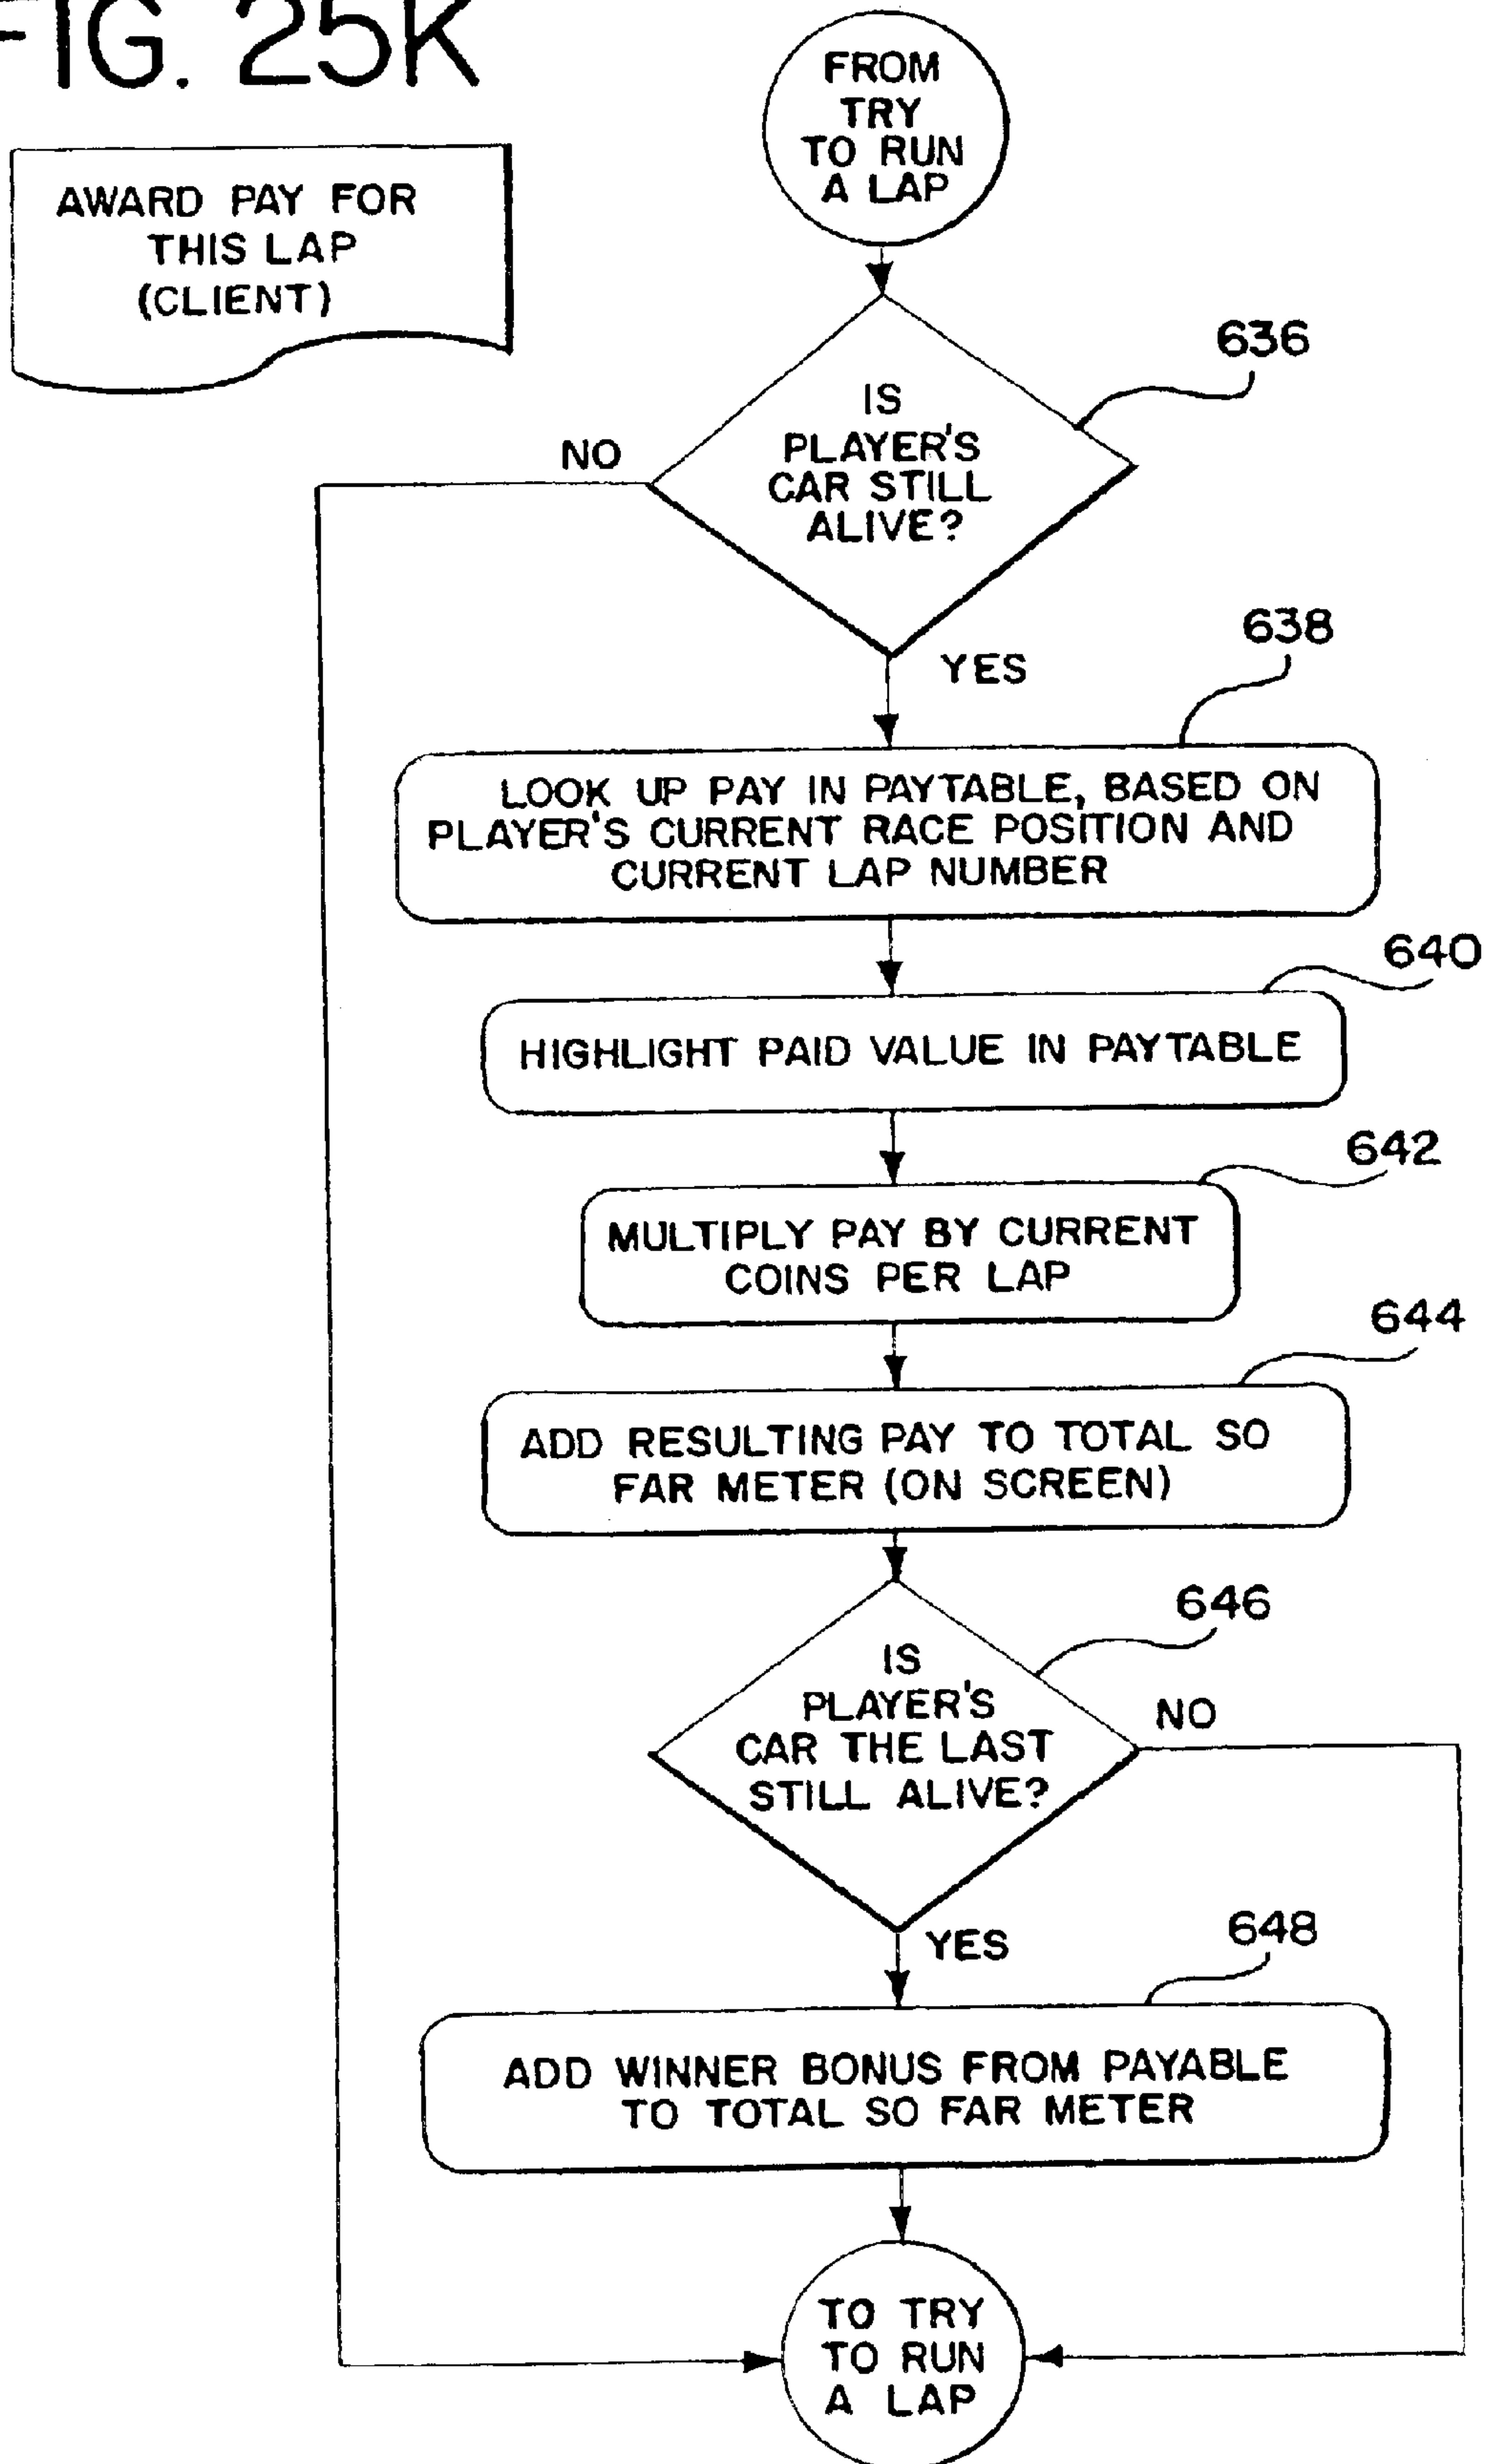 FIG. 25K
FROM
TRY
TO RUN
A LAP
AWARD PAY FOR
THIS LAP
(CLIENT)
636
IS
PLAYER'S
CAR STILL
ALIVE?
NO
YES
638
LOOK UP PAY IN PAYTABLE, BASED ON
PLAYER'S CURRENT RACE POSITION AND
CURRENT LAP NUMBER
640
HIGHLIGHT PAID VALUE IN PAYTABLE
642
MULTIPLY PAY BY CURRENT
COINS PER LAP
644
ADD RESULTING PAY TO TOTAL SO
FAR METER (ON SCREEN)
646
IS
PLAYER'S
CAR THE LAST
STILL ALIVE?
NO
YES
648
ADD WINNER BONUS FROM PAYABLE
TO TOTAL SO FAR METER
TO TRY
TO RUN
A LAP